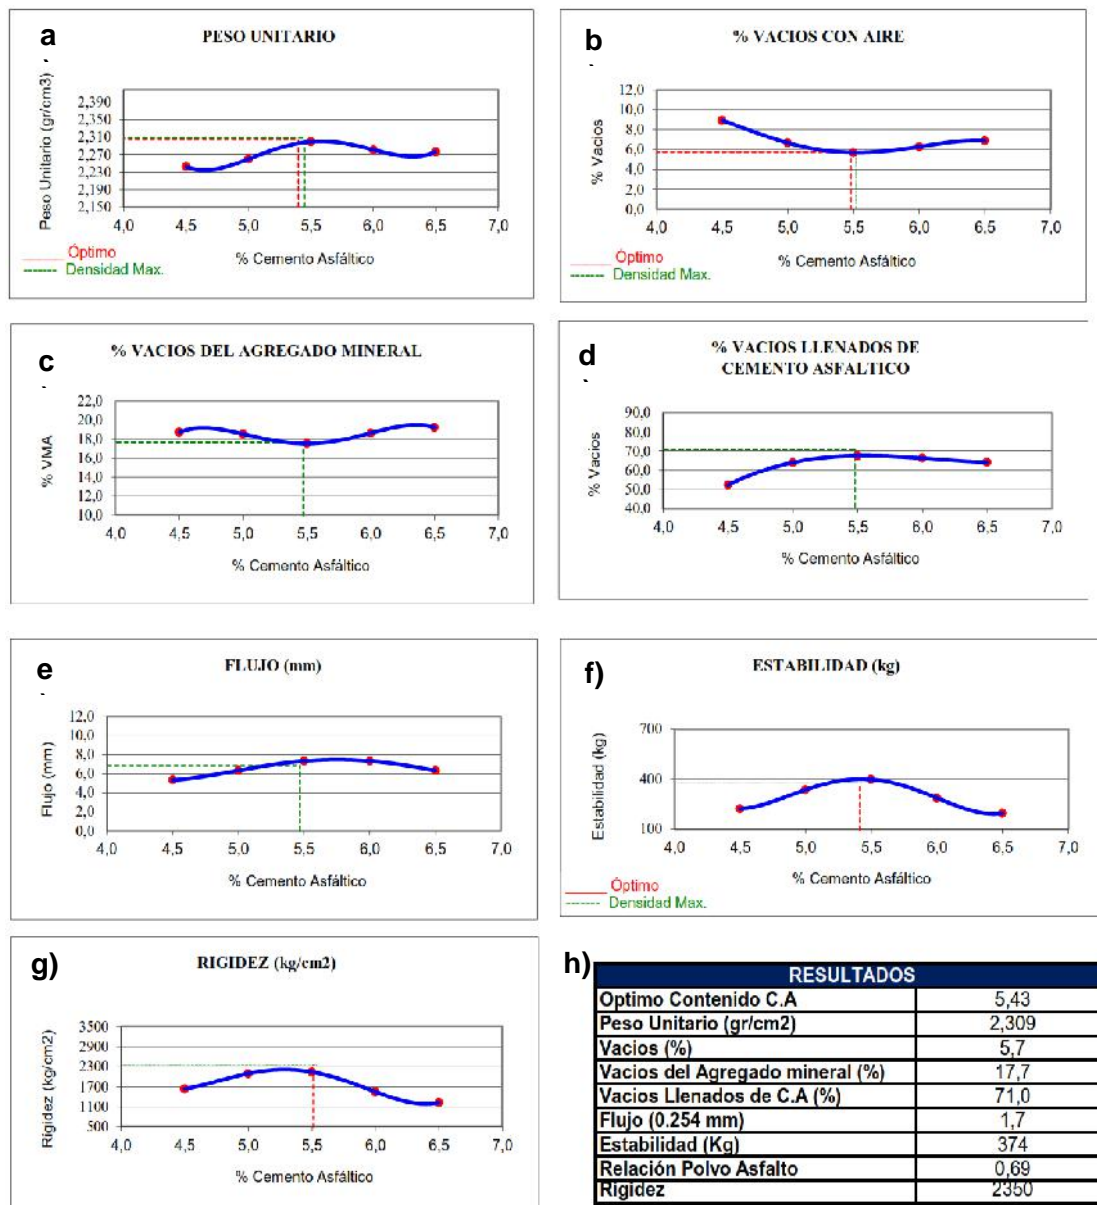 a
PESO UNITARIO
Peso Unitario (gr/cm3)
2,390
2,350
2,310
2,270
2,230
2,190
2,150
4,0 4,5 5,0 5,5 6,0 6,5 7,0
Óptimo
Densidad Max.
% Cemento Asfáltico
b
% VACIOS CON AIRE
% Vacios
12,0
10,0
8,0
6,0
4,0
2,0
0,0
4,0 4,5 5,0 5,5 6,0 6,5 7,0
Óptimo
Densidad Max.
% Cemento Asfáltico
c
% VACIOS DEL AGREGADO MINERAL
% VMA
22,0
20,0
18,0
16,0
14,0
12,0
10,0
4,0 4,5 5,0 5,5 6,0 6,5 7,0
% Cemento Asfáltico
d
% VACIOS LLENADOS DE
CEMENTO ASFALTICO
% Vacios
90,0
80,0
70,0
60,0
50,0
40,0
4,0 4,5 5,0 5,5 6,0 6,5 7,0
% Cemento Asfáltico
e
FLUJO (mm)
Flujo (mm)
12,0
10,0
8,0
6,0
4,0
2,0
0,0
4,0 4,5 5,0 5,5 6,0 6,5 7,0
% Cemento Asfáltico
f)
ESTABILIDAD (kg)
Estabilidad (kg)
700
400
100
4,0 4,5 5,0 5,5 6,0 6,5 7,0
Óptimo
Densidad Max.
% Cemento Asfáltico
g)
RIGIDEZ (kg/cm2)
Rigidez (kg/cm2)
3500
2900
2300
1700
1100
500
4,0 4,5 5,0 5,5 6,0 6,5 7,0
% Cemento Asfáltico
h)
RESULTADOS
Optimo Contenido C.A 5,43
Peso Unitario (gr/cm2) 2,309
Vacios (%) 5,7
Vacios del Agregado mineral (%) 17,7
Vacios Llenados de C.A (%) 71,0
Flujo (0.254 mm) 1,7
Estabilidad (Kg) 374
Relación Polvo Asfalto 0,69
Rigidez 2350